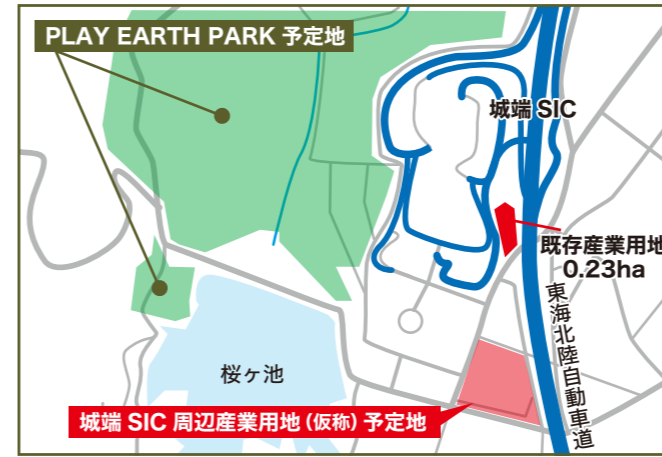 PLAY EARTH PARK 予定地
城端 SIC
既存産業用地
0.23ha
東海北陸自動車道
桜ヶ池
城端 SIC 周辺産業用地(仮称)予定地